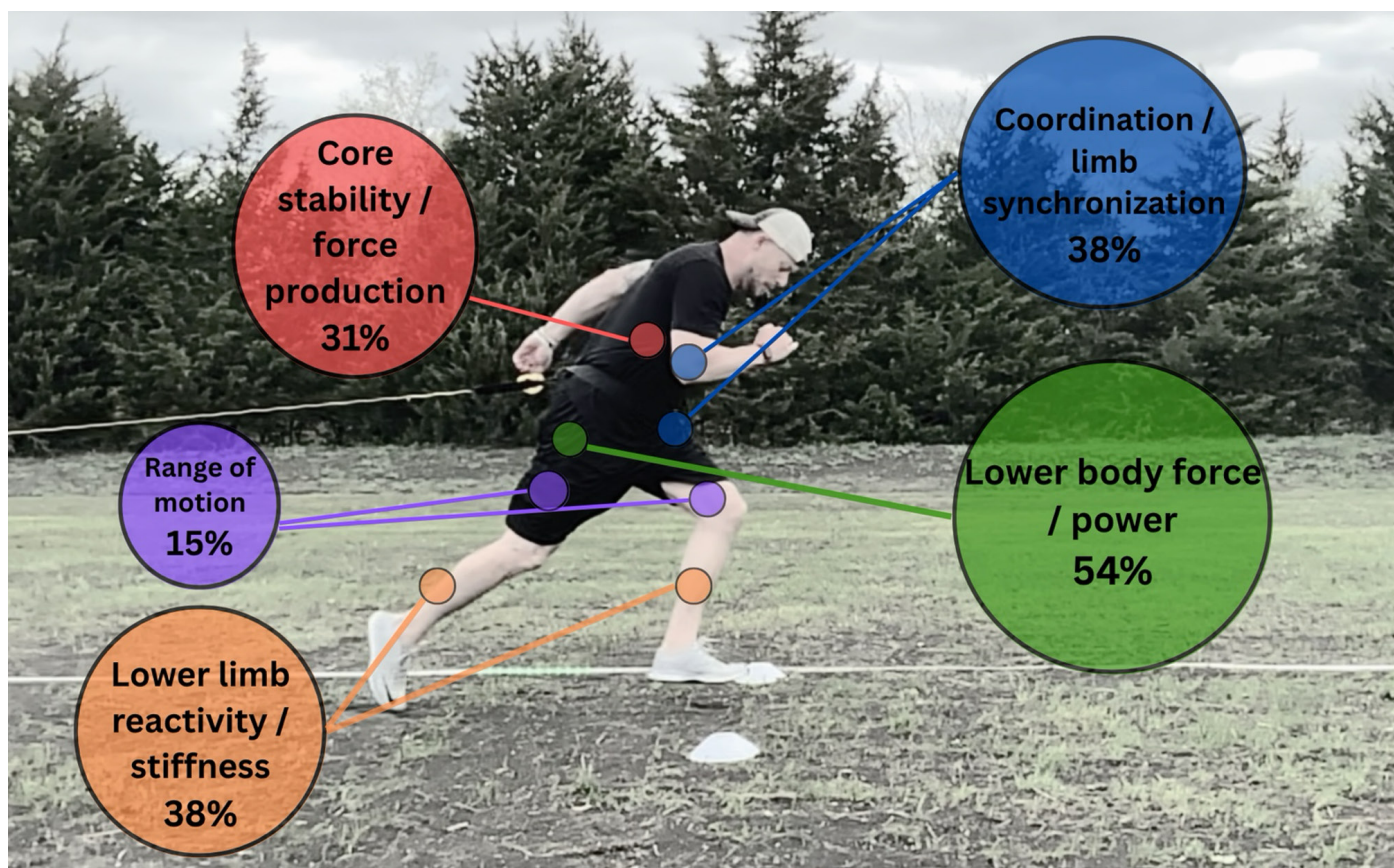 Core
stability /
force
production
31%
Coordination /
limb
synchronization
38%
Range of
motion
15%
Lower body force
/ power
54%
Lower limb
reactivity /
stiffness
38%